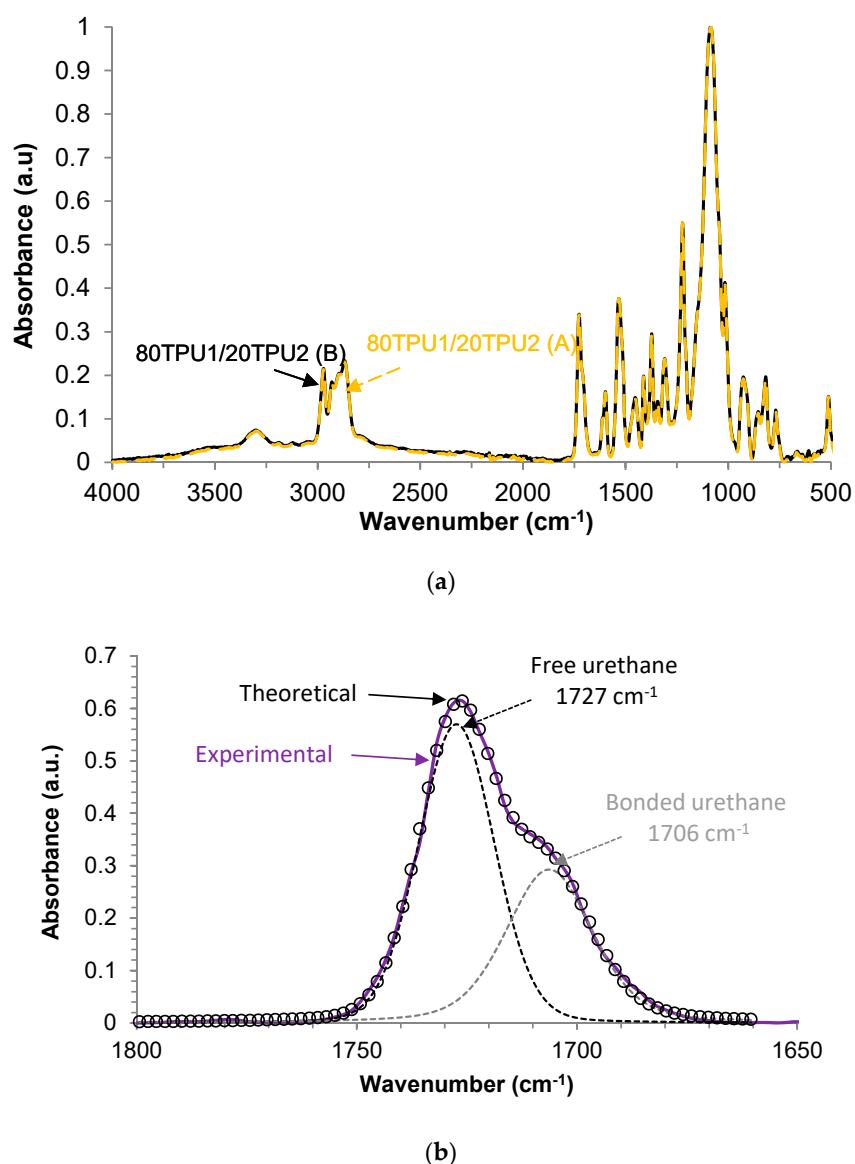 1
0.9
0.8
0.7
0.6
0.5
0.4
0.3
0.2
0.1
0
Absorbance (a.u)
80TPU1/20TPU2 (B)
80TPU1/20TPU2 (A)
4000 3500 3000 2500 2000 1500 1000 500
Wavenumber (cm⁻¹)
(a)
0.7
0.6
0.5
0.4
0.3
0.2
0.1
0
Absorbance (a.u.)
Theoretical
Experimental
Free urethane
1727 cm⁻¹
Bonded urethane
1706 cm⁻¹
1800 1750 1700 1650
Wavenumber (cm⁻¹)
(b)